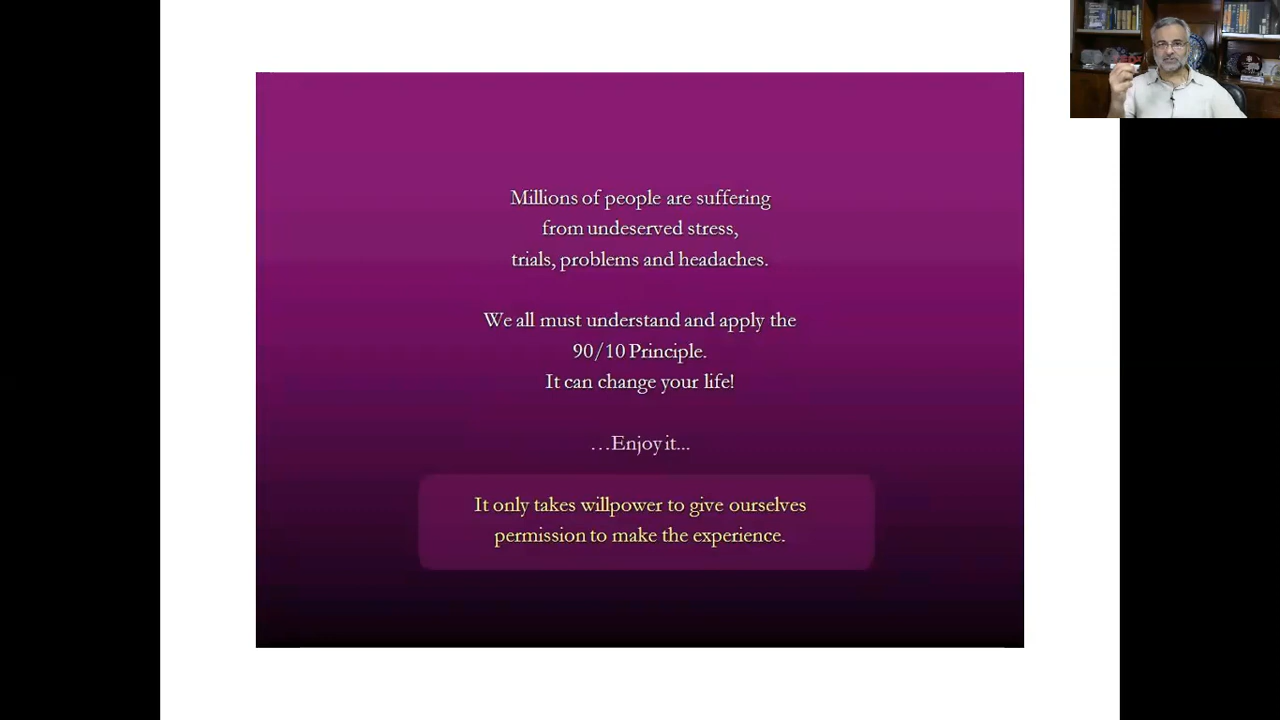 Millions of people are suffering
from undeserved stress,
trials, problems and headaches.
We all must understand and apply the
90/10 Principle.
It can change your life!
…Enjoy it...
It only takes willpower to give ourselves
permission to make the experience.